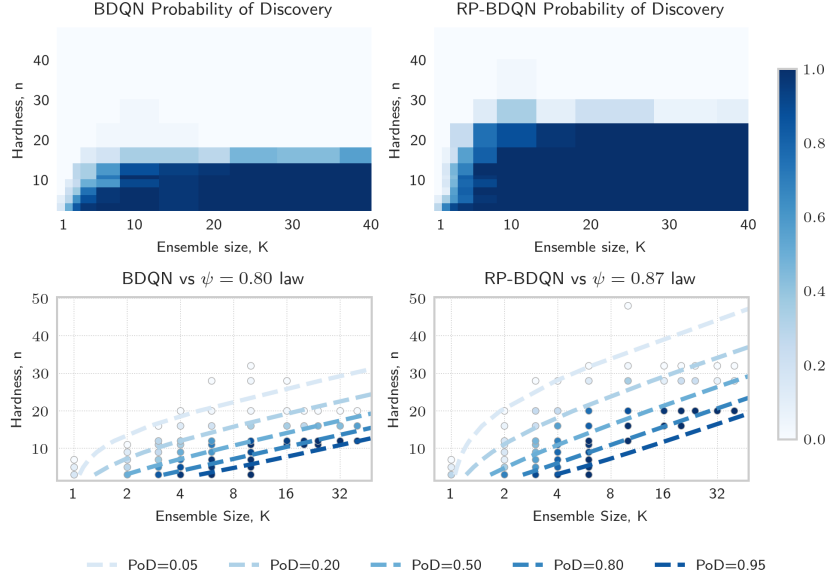 BDQN Probability of Discovery
RP-BDQN Probability of Discovery
Hardness, n
40
30
20
10
1
10
20
30
40
Ensemble size, K
Hardness, n
40
30
20
10
1
10
20
30
40
Ensemble size, K
1.0
0.8
0.6
0.4
0.2
0.0
BDQN vs ψ = 0.80 law
RP-BDQN vs ψ = 0.87 law
Hardness, n
50
40
30
20
10
1
2
4
8
16
32
Ensemble Size, K
Hardness, n
50
40
30
20
10
1
2
4
8
16
32
Ensemble Size, K
PoD=0.05
PoD=0.20
PoD=0.50
PoD=0.80
PoD=0.95